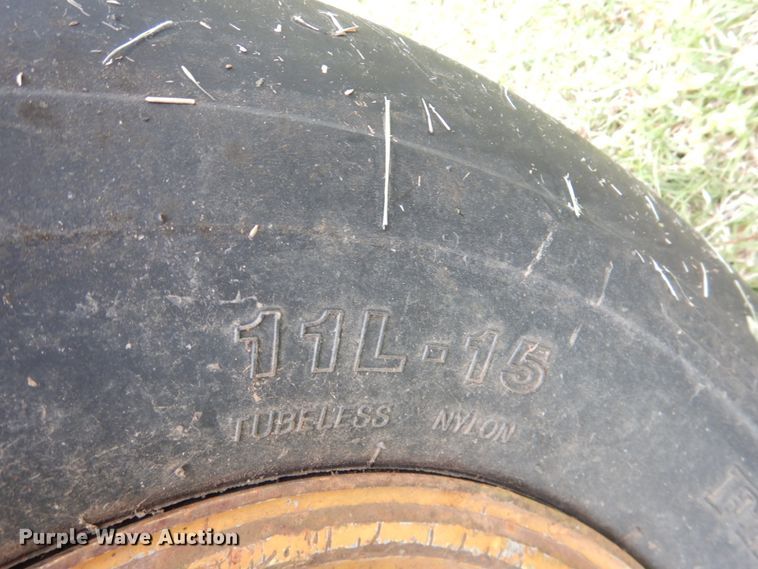 11L-15
TUBELESS NYLON
Purple Wave Auction